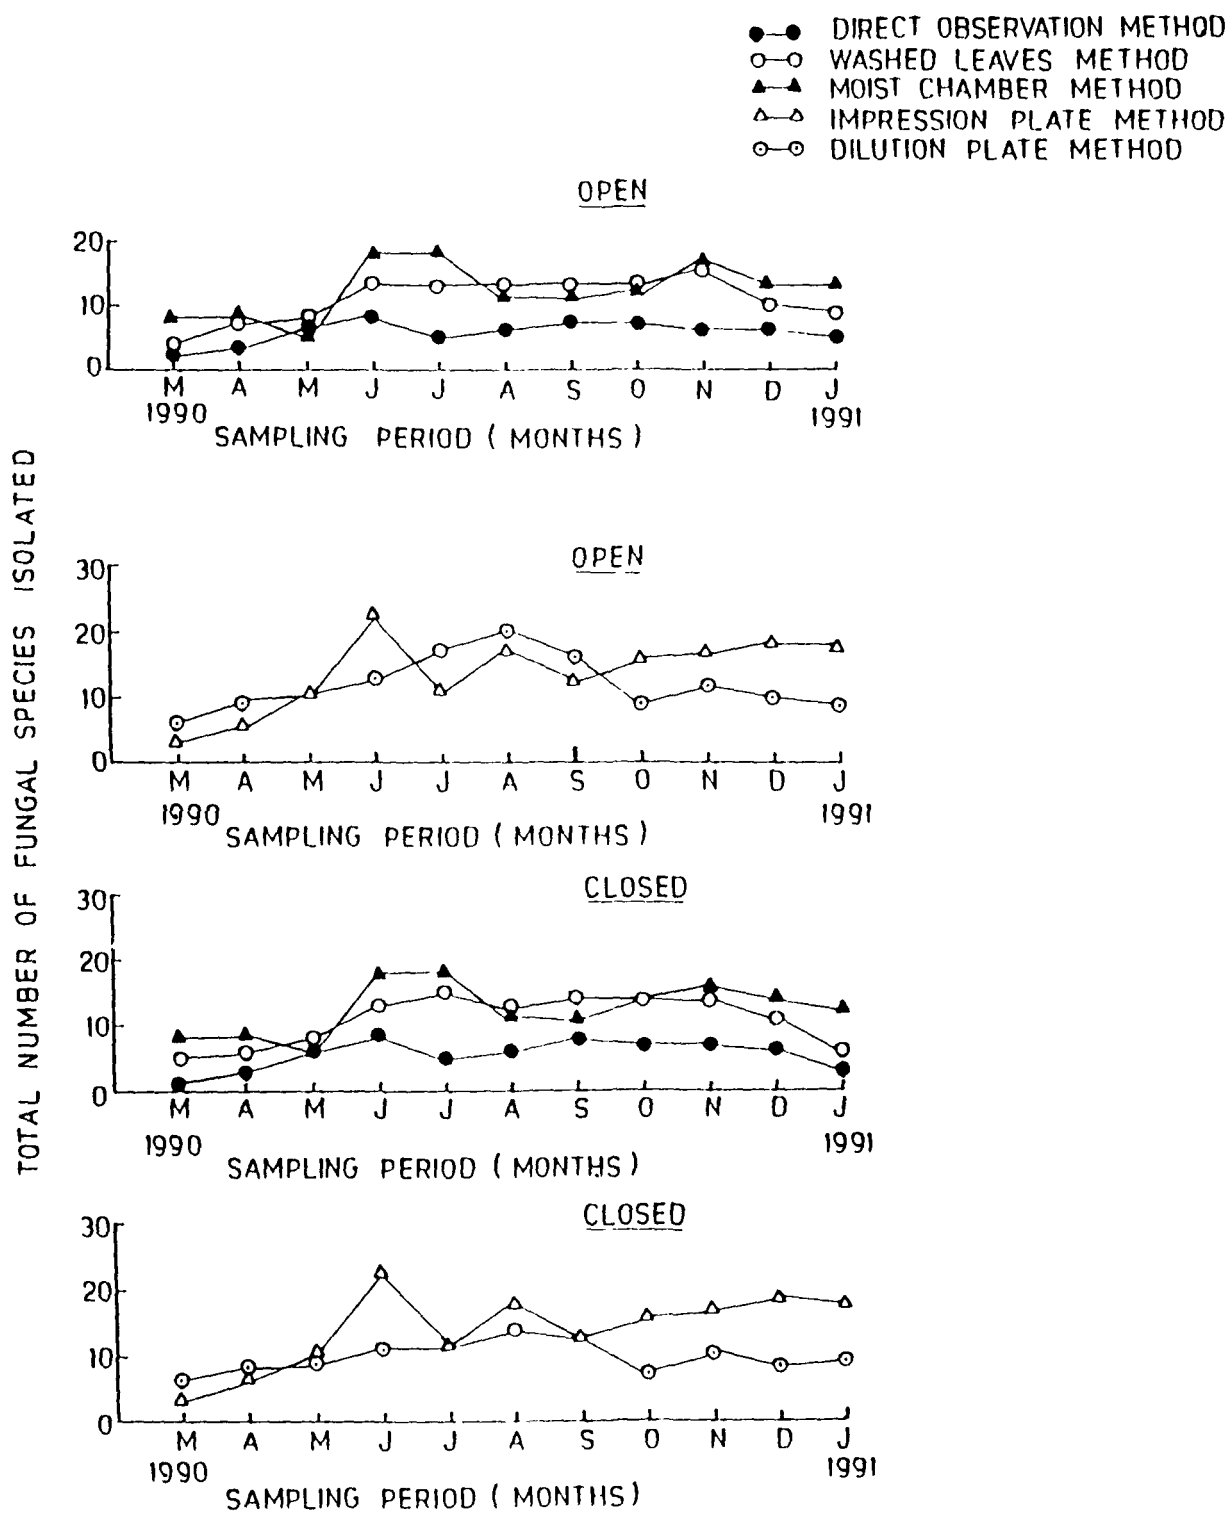 DIRECT OBSERVATION METHOD
WASHED LEAVES METHOD
MOIST CHAMBER METHOD
IMPRESSION PLATE METHOD
DILUTION PLATE METHOD
TOTAL NUMBER OF FUNGAL SPECIES ISOLATED
OPEN
20
10
0
M A M J J A S O N D J
1990 1991
SAMPLING PERIOD ( MONTHS )
OPEN
30
20
10
0
M A M J J A S O N D J
1990 1991
SAMPLING PERIOD ( MONTHS )
CLOSED
30
20
10
0
M A M J J A S O N D J
1990 1991
SAMPLING PERIOD ( MONTHS )
CLOSED
30
20
10
0
M A M J J A S O N D J
1990 1991
SAMPLING PERIOD ( MONTHS )